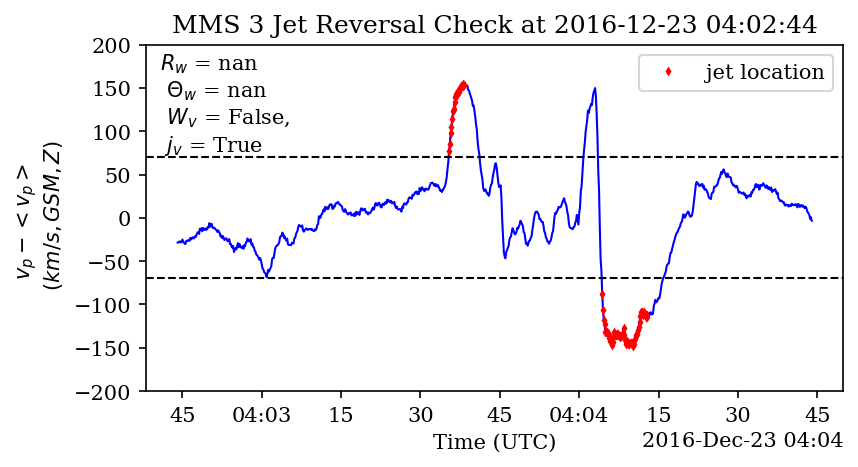 MMS 3 Jet Reversal Check at 2016-12-23 04:02:44
200
150
100
50
0
−50
−100
−150
−200
v_p − < v_p >
(km/s, GSM, Z)
R_w = nan
Θ_w = nan
W_v = False,
j_v = True
jet location
45 04:03 15 30 45 04:04 15 30 45
Time (UTC)
2016-Dec-23 04:04